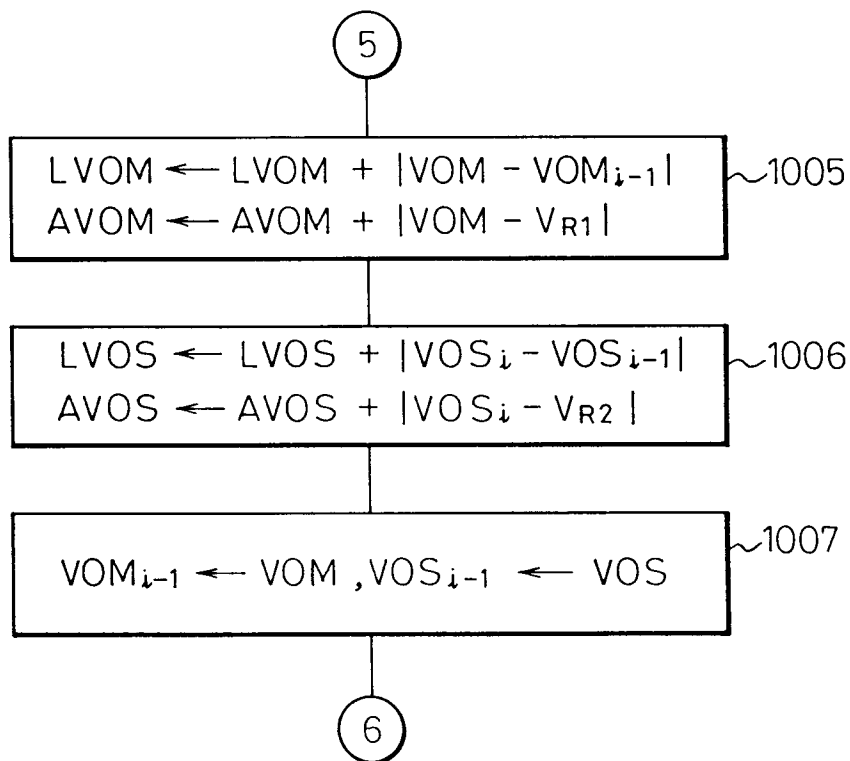 5
LVOM ← LVOM + |VOM - VOMi-1|
AVOM ← AVOM + |VOM - VR1|
1005
LVOS ← LVOS + |VOSi - VOSi-1|
AVOS ← AVOS + |VOSi - VR2|
1006
VOMi-1 ← VOM , VOSi-1 ← VOS
1007
6